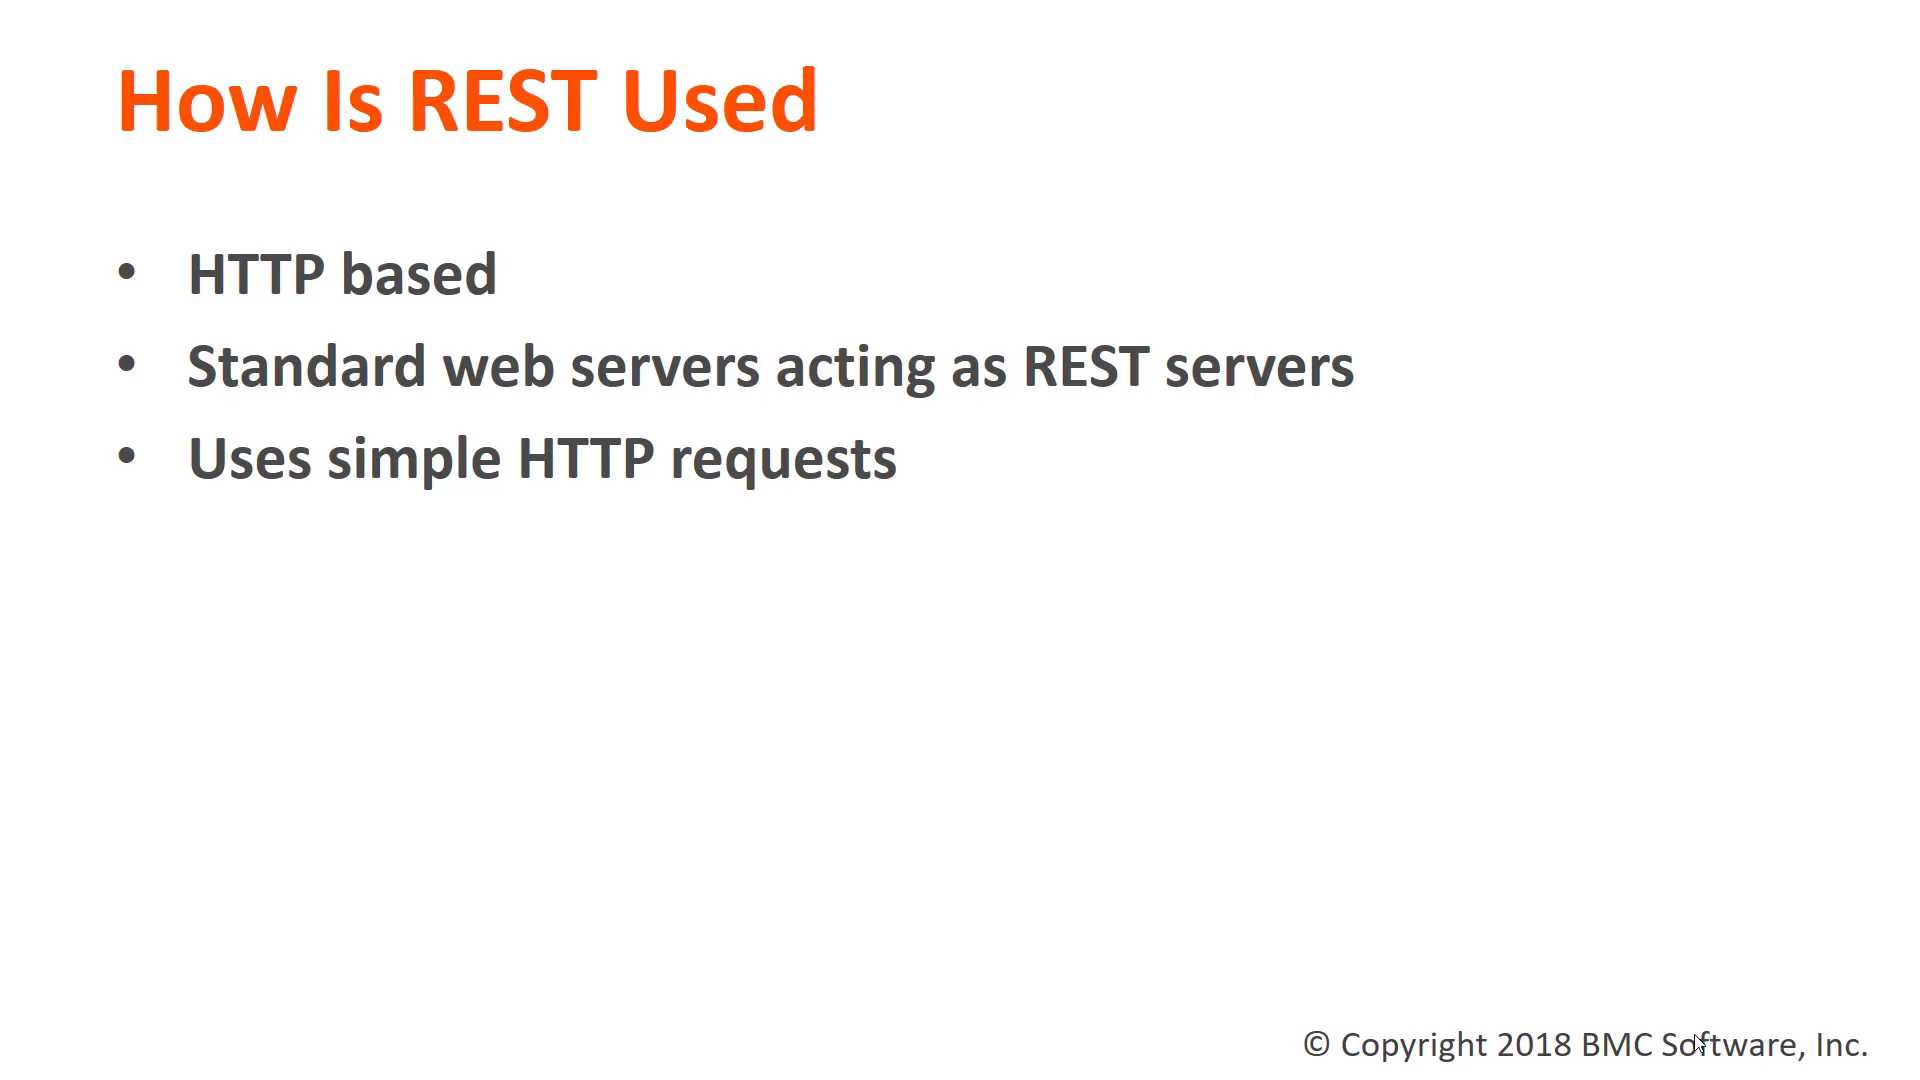 How Is REST Used
• HTTP based
• Standard web servers acting as REST servers
• Uses simple HTTP requests
© Copyright 2018 BMC Software, Inc.